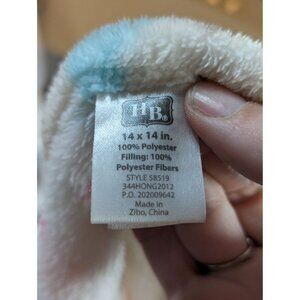 HB
14 x 14 in.
100% Polyester
Filling: 100%
Polyester Fibers
STYLE 58519
344HONG2012
P.O. 202009642
Made in
Zibo, China